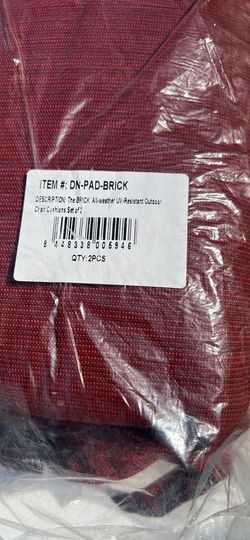 ITEM #: DN-PAD-BRICK
DESCRIPTION: The BRICK All-weather UV-Resistant Outdoor
Chair Cushions Set of 2
8 448338 006946
QTY: 2PCS